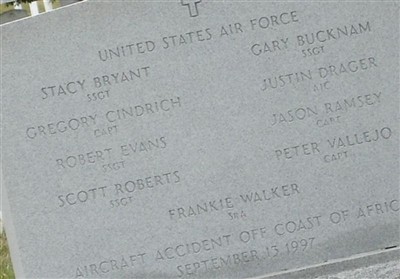 UNITED STATES AIR FORCE
STACY BRYANT GARY BUCKNAM
SSGT SSGT
GREGORY CINDRICH JUSTIN DRAGER
CAPT A1C
ROBERT EVANS JASON RAMSEY
SSGT CAPT
SCOTT ROBERTS PETER VALLEJO
SSGT CAPT
FRANKIE WALKER
SRA
AIRCRAFT ACCIDENT OFF COAST OF AFRIC
SEPTEMBER 13, 1997